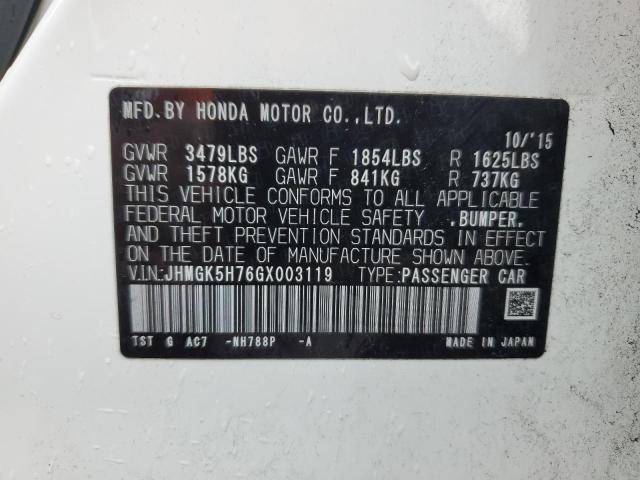 MFD.BY HONDA MOTOR CO.,LTD.
10/'15
GVWR 3479LBS GAWR F 1854LBS R 1625LBS
GVWR 1578KG GAWR F 841KG R 737KG
THIS VEHICLE CONFORMS TO ALL APPLICABLE
FEDERAL MOTOR VEHICLE SAFETY ,BUMPER,
AND THEFT PREVENTION STANDARDS IN EFFECT
ON THE DATE OF MANUFACTURE SHOWN ABOVE.
V.I.N:JHMGK5H76GX003119 TYPE:PASSENGER CAR
TST G AC7 -NH788P -A MADE IN JAPAN